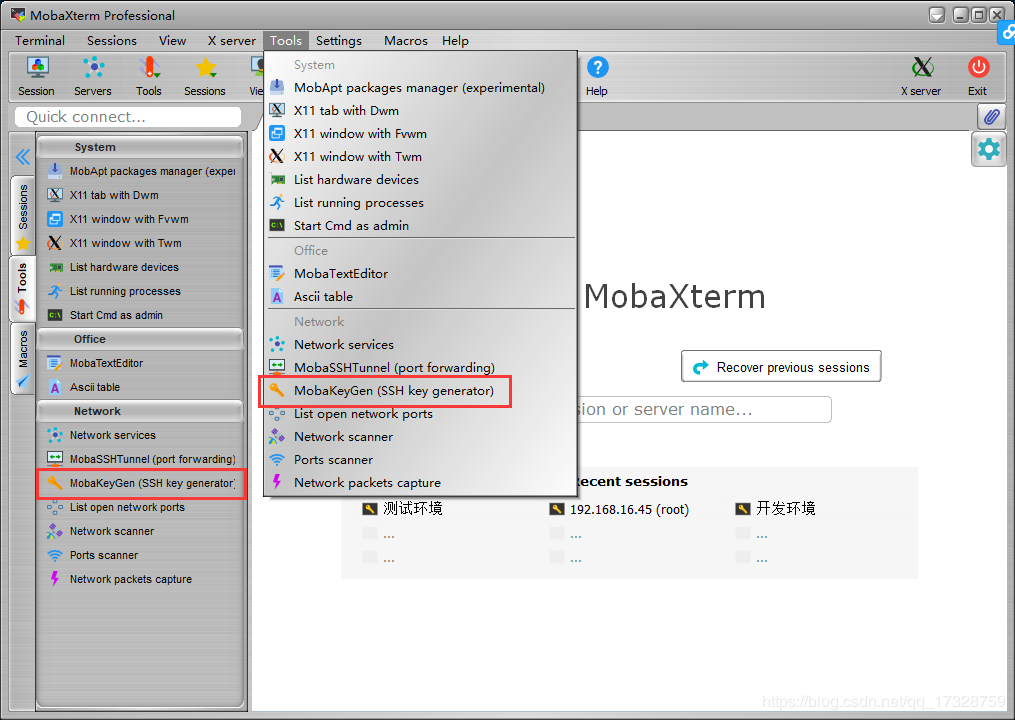 MobaXterm Professional
Terminal Sessions View X server Tools Settings Macros Help
Session Servers Tools Sessions Help X server Exit
Quick connect...
Sessions
Tools
Macros
System
MobApt packages manager (exper
X11 tab with Dwm
X11 window with Fvwm
X11 window with Twm
List hardware devices
List running processes
Start Cmd as admin
Office
MobaTextEditor
Ascii table
Network
Network services
MobaSSHTunnel (port forwarding)
MobaKeyGen (SSH key generator)
List open network ports
Network scanner
Ports scanner
Network packets capture
System
MobApt packages manager (experimental)
X11 tab with Dwm
X11 window with Fvwm
X11 window with Twm
List hardware devices
List running processes
Start Cmd as admin
Office
MobaTextEditor
Ascii table
Network
Network services
MobaSSHTunnel (port forwarding)
MobaKeyGen (SSH key generator)
List open network ports
Network scanner
Ports scanner
Network packets capture
MobaXterm
Recover previous sessions
or server name...
sessions
测试环境 192.168.16.45 (root) 开发环境
... ... ...
... ... ...
https://blog.csdn.net/qq_17328759